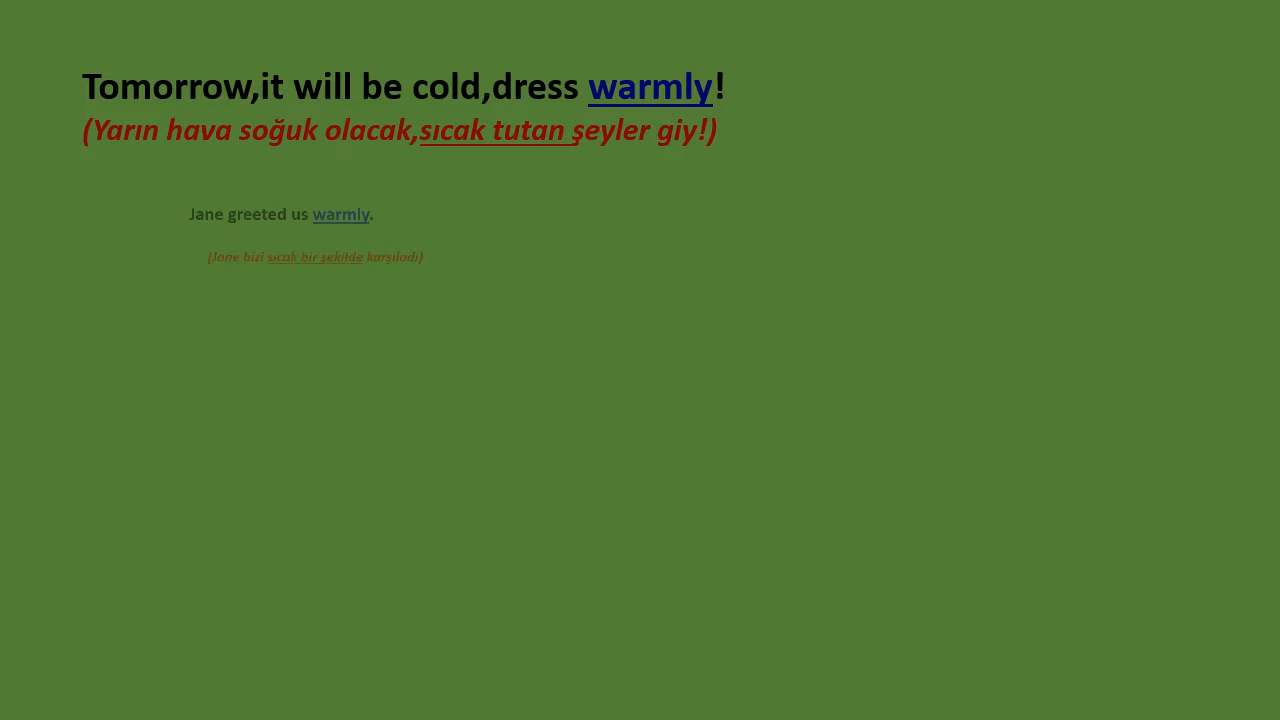 Tomorrow,it will be cold,dress warmly!
(Yarın hava soğuk olacak,sıcak tutan şeyler giy!)
Jane greeted us warmly.
(Jane bizi sıcak bir şekilde karşıladı)